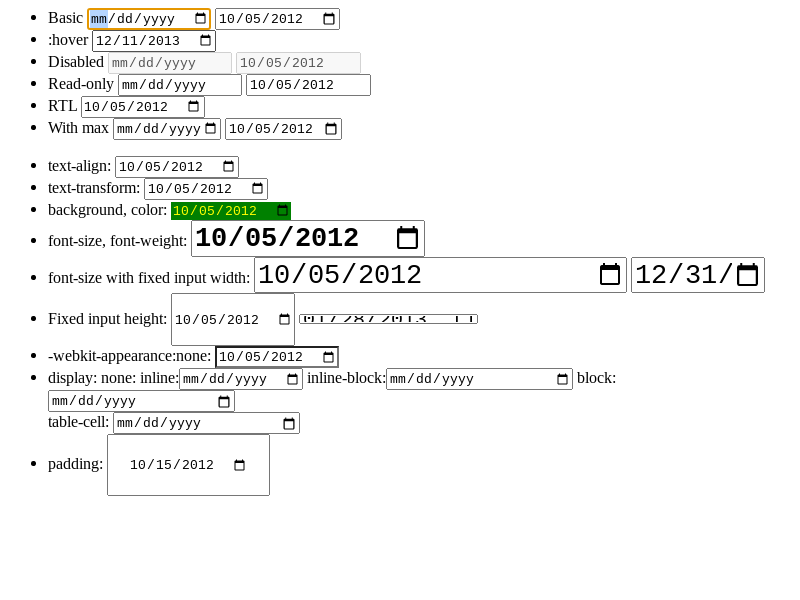 Basic mm/dd/yyyy 10/05/2012
:hover 12/11/2013
Disabled mm/dd/yyyy 10/05/2012
Read-only mm/dd/yyyy 10/05/2012
RTL 10/05/2012
With max mm/dd/yyyy 10/05/2012
text-align: 10/05/2012
text-transform: 10/05/2012
background, color: 10/05/2012
font-size, font-weight: 10/05/2012
font-size with fixed input width: 10/05/2012 12/31/
Fixed input height: 10/05/2012 01/28/2013
-webkit-appearance:none: 10/05/2012
display: none: inline: mm/dd/yyyy inline-block: mm/dd/yyyy block:
mm/dd/yyyy
table-cell: mm/dd/yyyy
padding: 10/15/2012